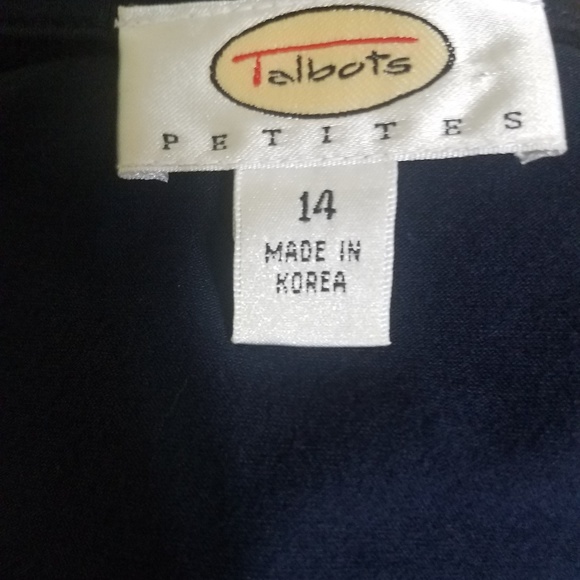 Talbots
PETITES
14
MADE IN
KOREA